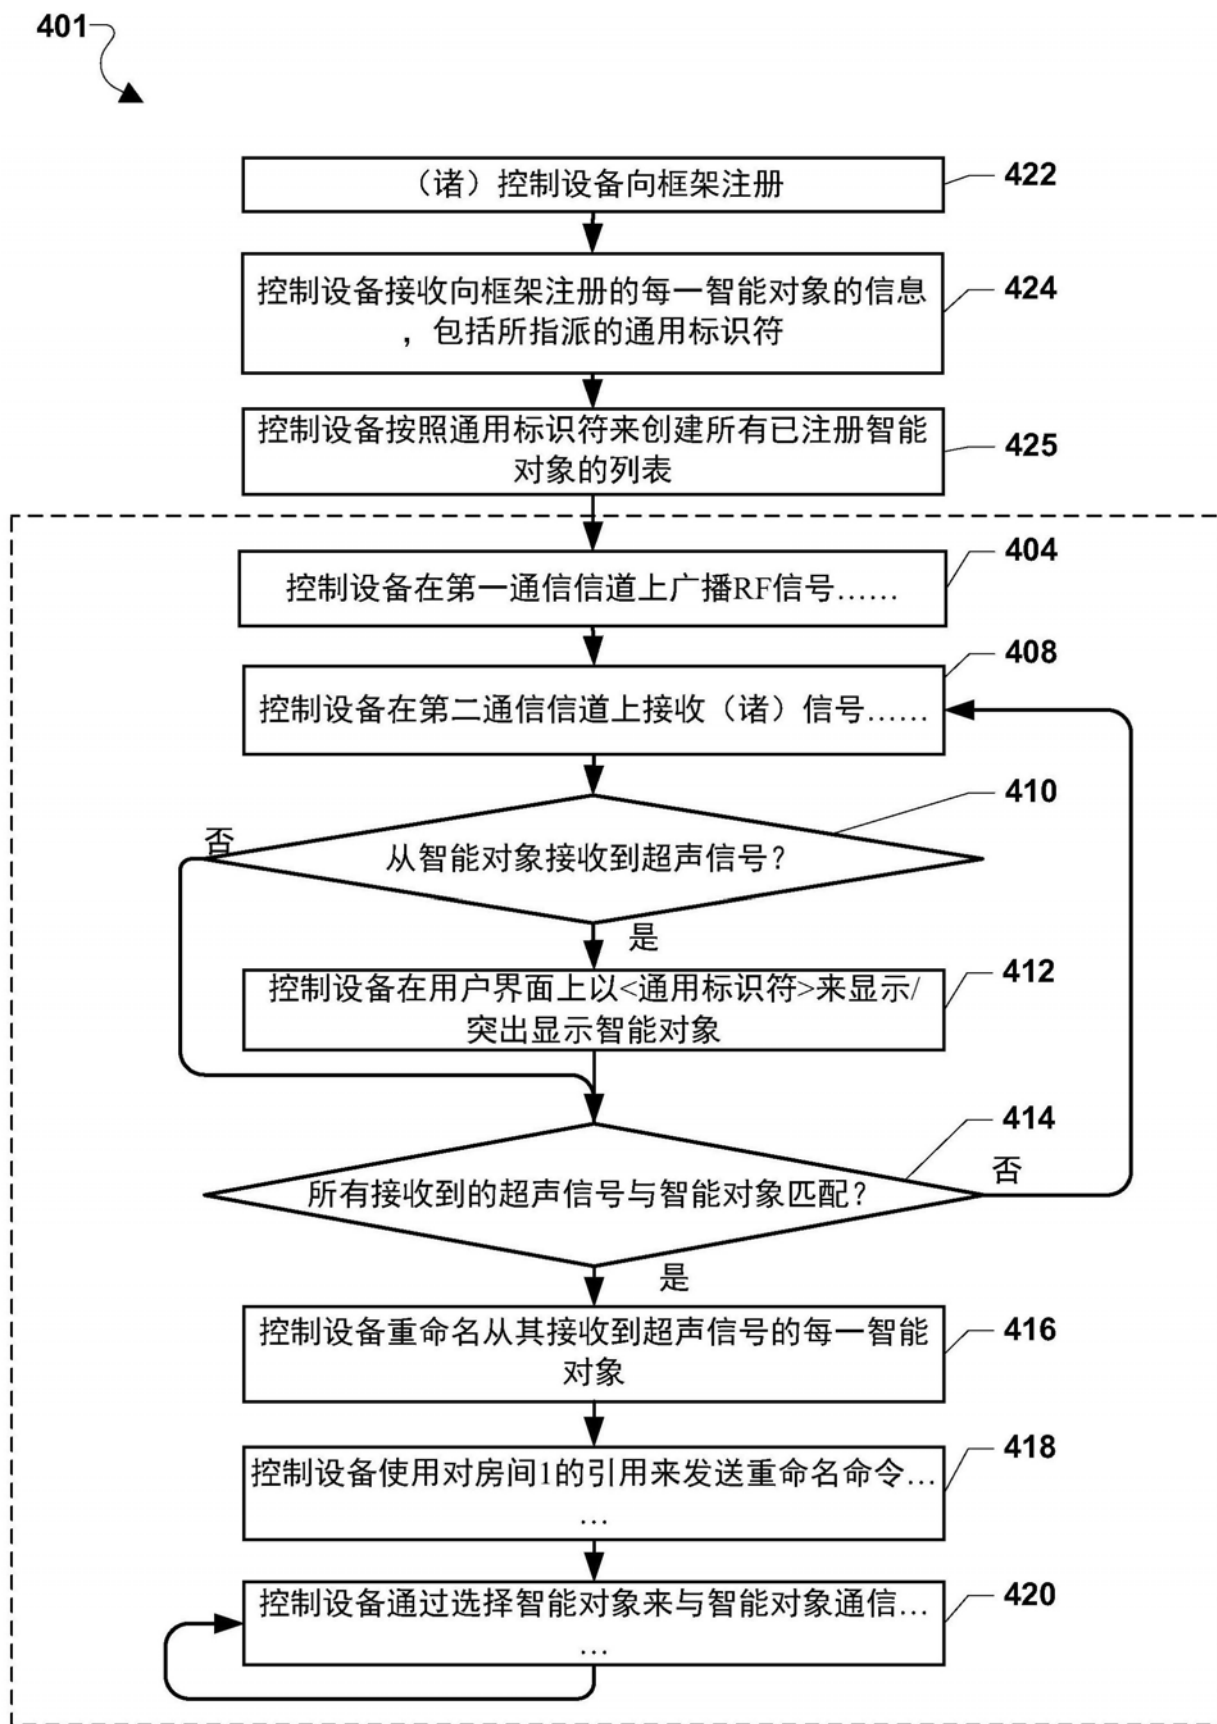 401
（诸）控制设备向框架注册
422
控制设备接收向框架注册的每一智能对象的信息
，包括所指派的通用标识符
424
控制设备按照通用标识符来创建所有已注册智能
对象的列表
425
控制设备在第一通信信道上广播RF信号……
404
控制设备在第二通信信道上接收（诸）信号……
408
从智能对象接收到超声信号？
410
否
是
控制设备在用户界面上以<通用标识符>来显示/
突出显示智能对象
412
所有接收到的超声信号与智能对象匹配？
414
否
是
控制设备重命名从其接收到超声信号的每一智能
对象
416
控制设备使用对房间1的引用来发送重命名命令…
…
418
控制设备通过选择智能对象来与智能对象通信…
…
420